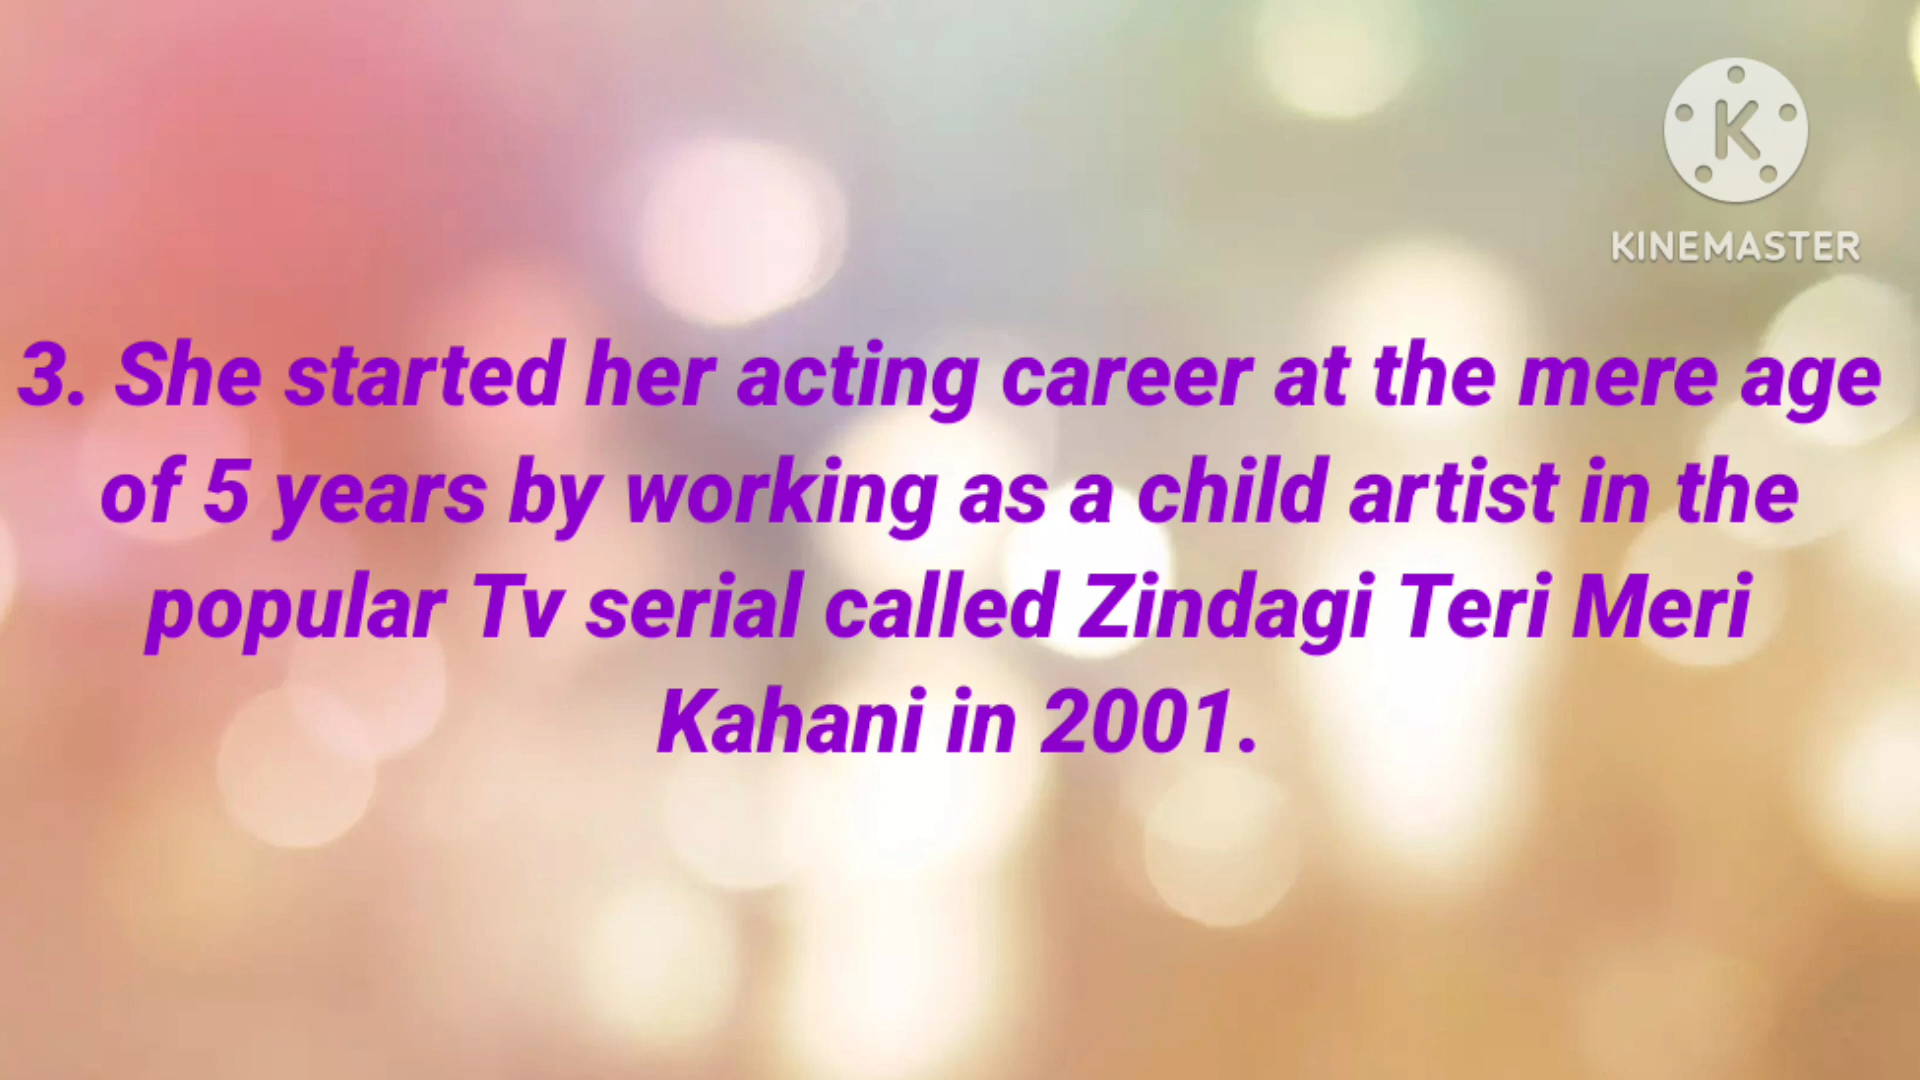 K
KINEMASTER
3. She started her acting career at the mere age
of 5 years by working as a child artist in the
popular Tv serial called Zindagi Teri Meri
Kahani in 2001.